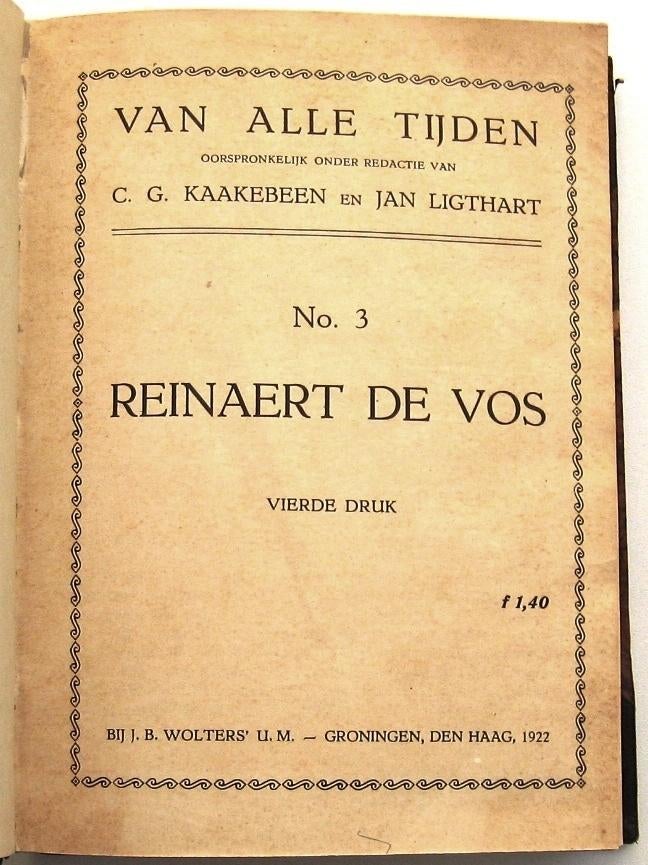 VAN ALLE TIJDEN
OORSPRONKELIJK ONDER REDACTIE VAN
C. G. KAAKEBEEN EN JAN LIGTHART
No. 3
REINAERT DE VOS
VIERDE DRUK
f 1,40
BIJ J. B. WOLTERS' U. M. — GRONINGEN, DEN HAAG, 1922